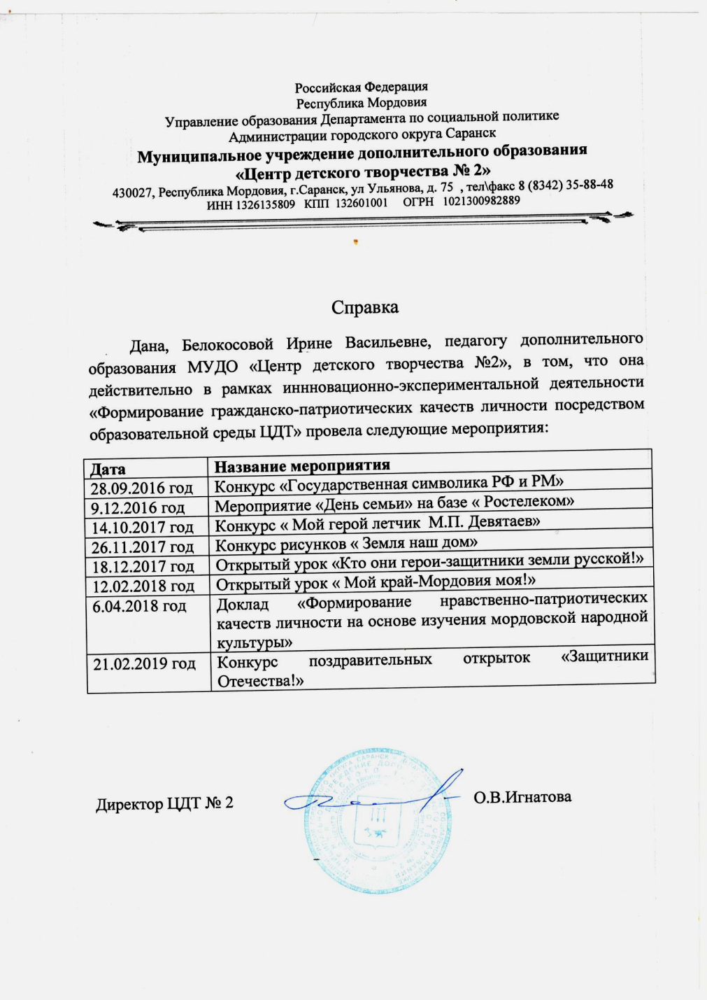 Российская Федерация
Республика Мордовия
Управление образования Департамента по социальной политике
Администрации городского округа Саранск
Муниципальное учреждение дополнительного образования
«Центр детского творчества № 2»
430027, Республика Мордовия, г.Саранск, ул Ульянова, д. 75 , тел\факс 8 (8342) 35-88-48
ИНН 1326135809 КПП 132601001 ОГРН 1021300982889
Справка
Дана, Белокосовой Ирине Васильевне, педагогу дополнительного
образования МУДО «Центр детского творчества №2», в том, что она
действительно в рамках иннновационно-экспериментальной деятельности
«Формирование гражданско-патриотических качеств личности посредством
образовательной среды ЦДТ» провела следующие мероприятия:
Дата Название мероприятия
28.09.2016 год Конкурс «Государственная символика РФ и РМ»
9.12.2016 год Мероприятие «День семьи» на базе « Ростелеком»
14.10.2017 год Конкурс « Мой герой летчик М.П. Девятаев»
26.11.2017 год Конкурс рисунков « Земля наш дом»
18.12.2017 год Открытый урок «Кто они герои-защитники земли русской!»
12.02.2018 год Открытый урок « Мой край-Мордовия моя!»
6.04.2018 год Доклад «Формирование нравственно-патриотических
качеств личности на основе изучения мордовской народной
культуры»
21.02.2019 год Конкурс поздравительных открыток «Защитники
Отечества!»
Директор ЦДТ № 2 О.В.Игнатова